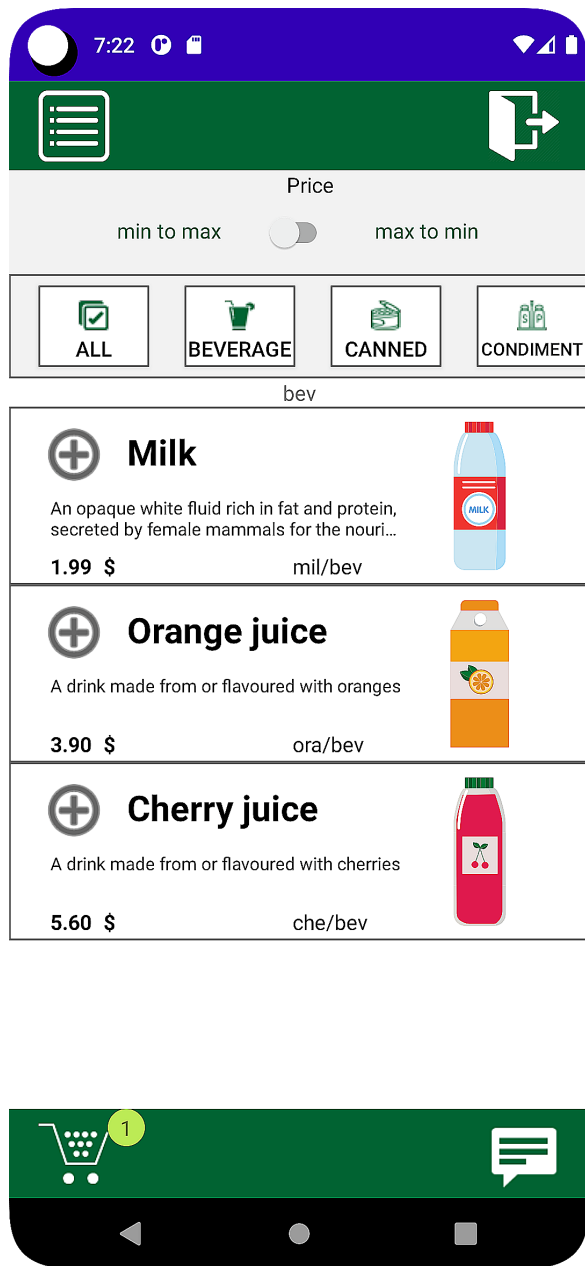 7:22
Price
min to max
max to min
ALL
BEVERAGE
CANNED
S P
CONDIMENT
bev
Milk
An opaque white fluid rich in fat and protein,
secreted by female mammals for the nouri...
1.99 $
mil/bev
MILK
Orange juice
A drink made from or flavoured with oranges
3.90 $
ora/bev
Cherry juice
A drink made from or flavoured with cherries
5.60 $
che/bev
1